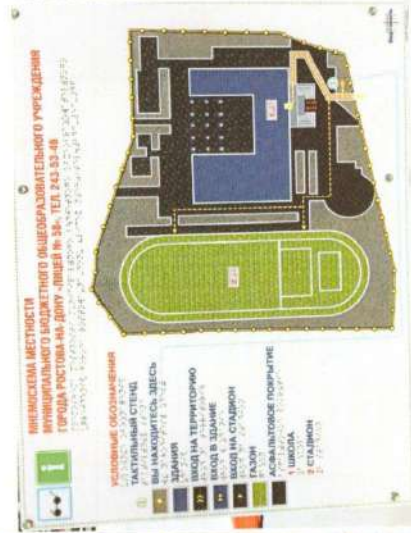 МНЕМОСХЕМА МЕСТНОСТИ
МУНИЦИПАЛЬНОГО БЮДЖЕТНОГО ОБЩЕОБРАЗОВАТЕЛЬНОГО УЧРЕЖДЕНИЯ
ГОРОДА РОСТОВА-НА-ДОНУ «ЛИЦЕЙ № 58», ТЕЛ. 243-53-48
УСЛОВНЫЕ ОБОЗНАЧЕНИЯ
ТАКТИЛЬНЫЙ СТЕНД
ВЫ НАХОДИТЕСЬ ЗДЕСЬ
ЗДАНИЯ
ВХОД НА ТЕРРИТОРИЮ
ВХОД В ЗДАНИЕ
ВХОД НА СТАДИОН
ГАЗОН
АСФАЛЬТОВОЕ ПОКРЫТИЕ
1 ШКОЛА
2 СТАДИОН